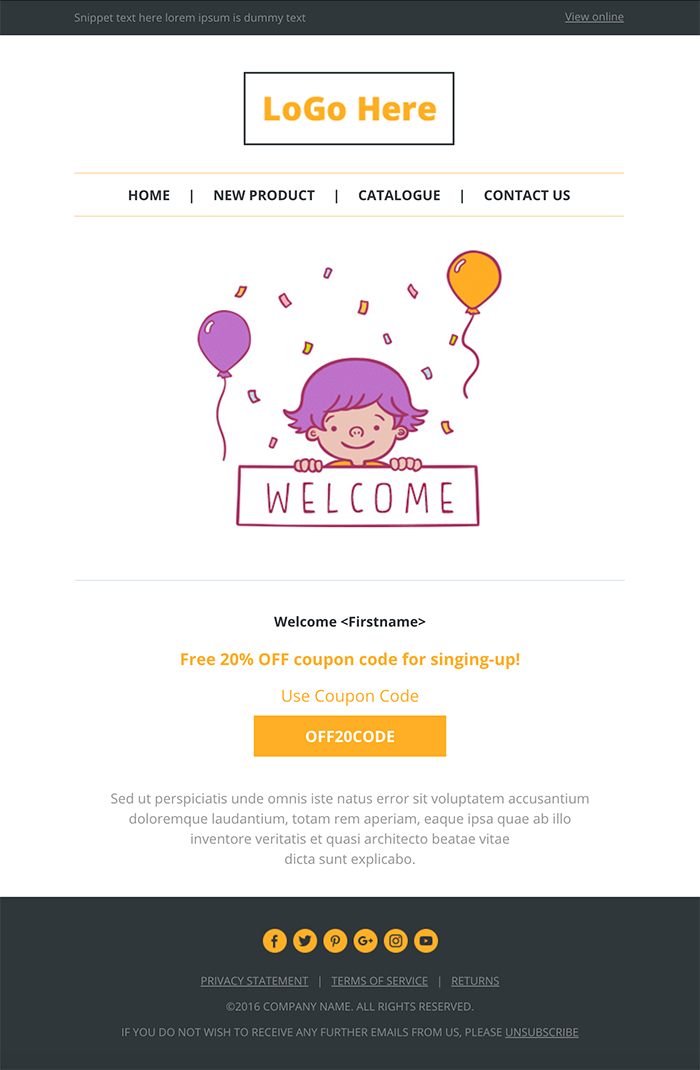 Snippet text here lorem ipsum is dummy text
View online
LoGo Here
HOME | NEW PRODUCT | CATALOGUE | CONTACT US
WELCOME
Welcome <Firstname>
Free 20% OFF coupon code for singing-up!
Use Coupon Code
OFF20CODE
Sed ut perspiciatis unde omnis iste natus error sit voluptatem accusantium
doloremque laudantium, totam rem aperiam, eaque ipsa quae ab illo
inventore veritatis et quasi architecto beatae vitae
dicta sunt explicabo.
PRIVACY STATEMENT | TERMS OF SERVICE | RETURNS
©2016 COMPANY NAME. ALL RIGHTS RESERVED.
IF YOU DO NOT WISH TO RECEIVE ANY FURTHER EMAILS FROM US, PLEASE UNSUBSCRIBE